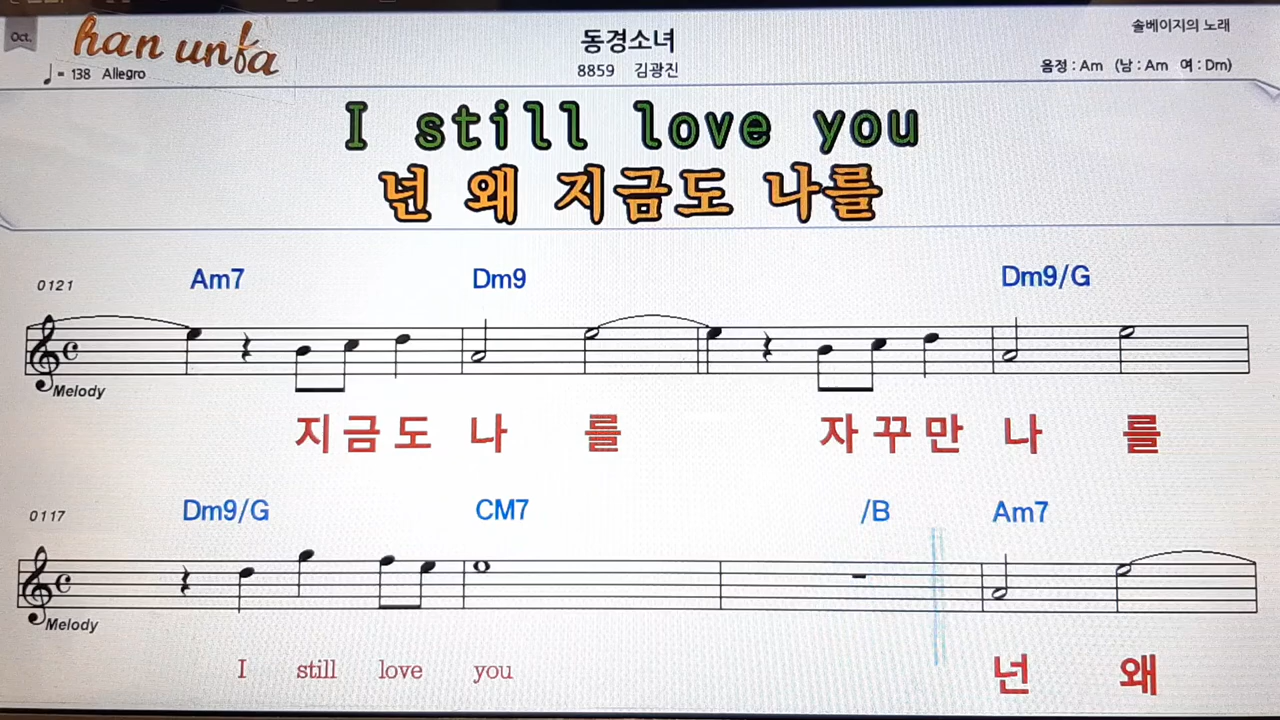 Oct.
han unfa
♩= 138 Allegro
동경소녀
8859 김광진
솔베이지의 노래
음정 : Am (남 : Am 여 : Dm)
I still love you
넌 왜 지금도 나를
0121 Am7 Dm9 Dm9/G
Melody
지금도 나를 자꾸만 나를
0117 Dm9/G CM7 /B Am7
Melody
I still love you 넌 왜